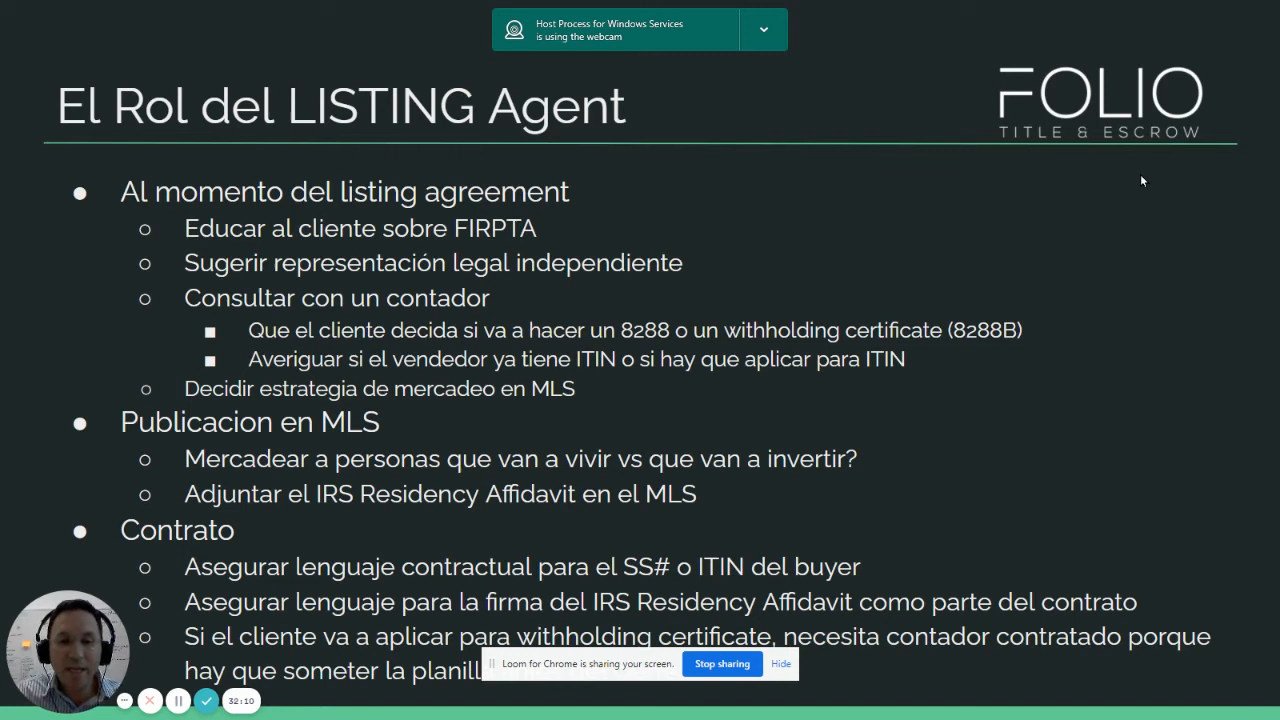 Host Process for Windows Services
is using the webcam
El Rol del LISTING Agent
FOLIO
TITLE & ESCROW
Al momento del listing agreement
Educar al cliente sobre FIRPTA
Sugerir representación legal independiente
Consultar con un contador
Que el cliente decida si va a hacer un 8288 o un withholding certificate (8288B)
Averiguar si el vendedor ya tiene ITIN o si hay que aplicar para ITIN
Decidir estrategia de mercadeo en MLS
Publicacion en MLS
Mercadear a personas que van a vivir vs que van a invertir?
Adjuntar el IRS Residency Affidavit en el MLS
Contrato
Asegurar lenguaje contractual para el SS# o ITIN del buyer
Asegurar lenguaje para la firma del IRS Residency Affidavit como parte del contrato
Si el cliente va a aplicar para withholding certificate, necesita contador contratado porque
hay que someter la
Loom for Chrome is sharing your screen.
Stop sharing
Hide
32:10